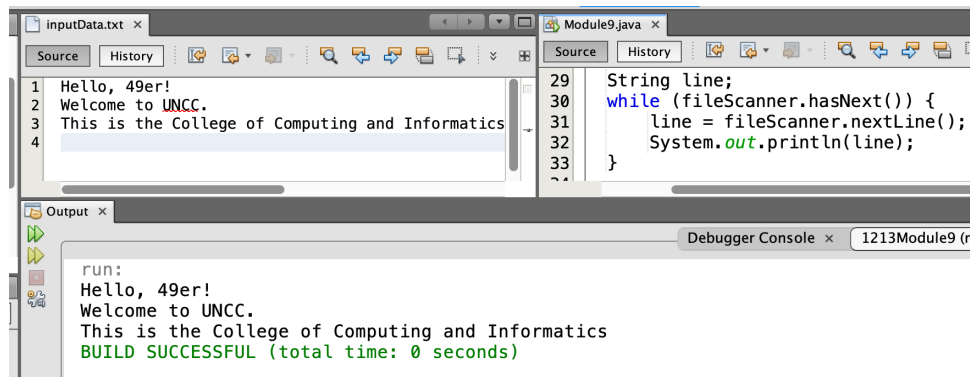 inputData.txt ×
Source History
1 Hello, 49er!
2 Welcome to UNCC.
3 This is the College of Computing and Informatics
4
Module9.java ×
Source History
29 String line;
30 while (fileScanner.hasNext()) {
31 line = fileScanner.nextLine();
32 System.out.println(line);
33 }
Output ×
Debugger Console × 1213Module9 (r
run:
Hello, 49er!
Welcome to UNCC.
This is the College of Computing and Informatics
BUILD SUCCESSFUL (total time: 0 seconds)